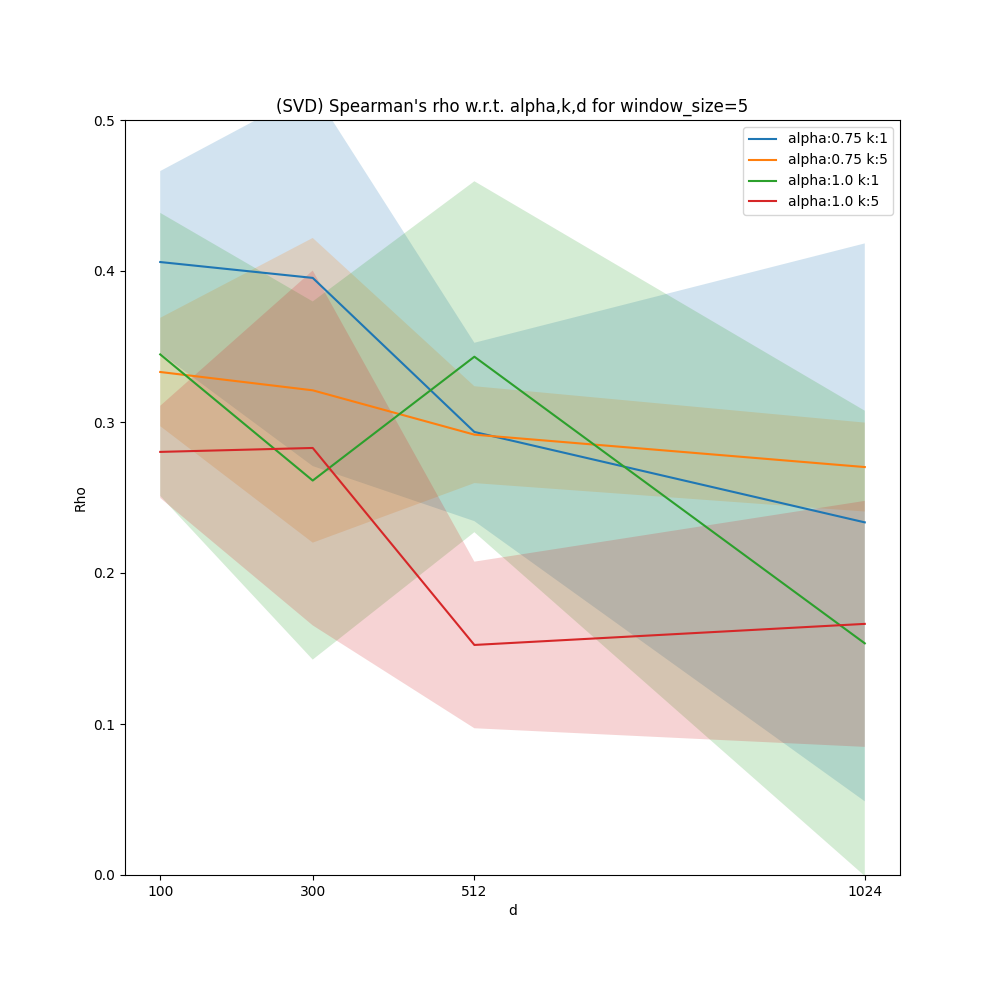 (SVD) Spearman's rho w.r.t. alpha,k,d for window_size=5
alpha:0.75 k:1
alpha:0.75 k:5
alpha:1.0 k:1
alpha:1.0 k:5
0.5
0.4
0.3
0.2
0.1
0.0
Rho
100 300 512 1024
d